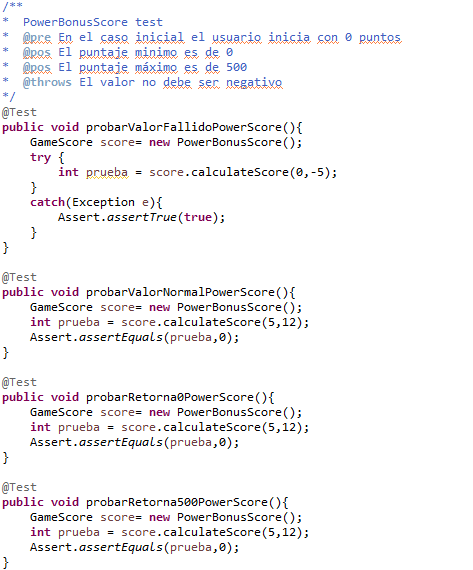 /**
*  PowerBonusScore test
*  @pre En el caso inicial el usuario inicia con 0 puntos
*  @pos El puntaje minimo es de 0
*  @pos El puntaje máximo es de 500
*  @throws El valor no debe ser negativo
*/
@Test
public void probarValorFallidoPowerScore(){
    GameScore score= new PowerBonusScore();
    try {
        int prueba = score.calculateScore(0,-5);
    }
    catch(Exception e){
        Assert.assertTrue(true);
    }
}
@Test
public void probarValorNormalPowerScore(){
    GameScore score= new PowerBonusScore();
    int prueba = score.calculateScore(5,12);
    Assert.assertEquals(prueba,0);
}
@Test
public void probarRetorna0PowerScore(){
    GameScore score= new PowerBonusScore();
    int prueba = score.calculateScore(5,12);
    Assert.assertEquals(prueba,0);
}
@Test
public void probarRetorna500PowerScore(){
    GameScore score= new PowerBonusScore();
    int prueba = score.calculateScore(5,12);
    Assert.assertEquals(prueba,0);
}